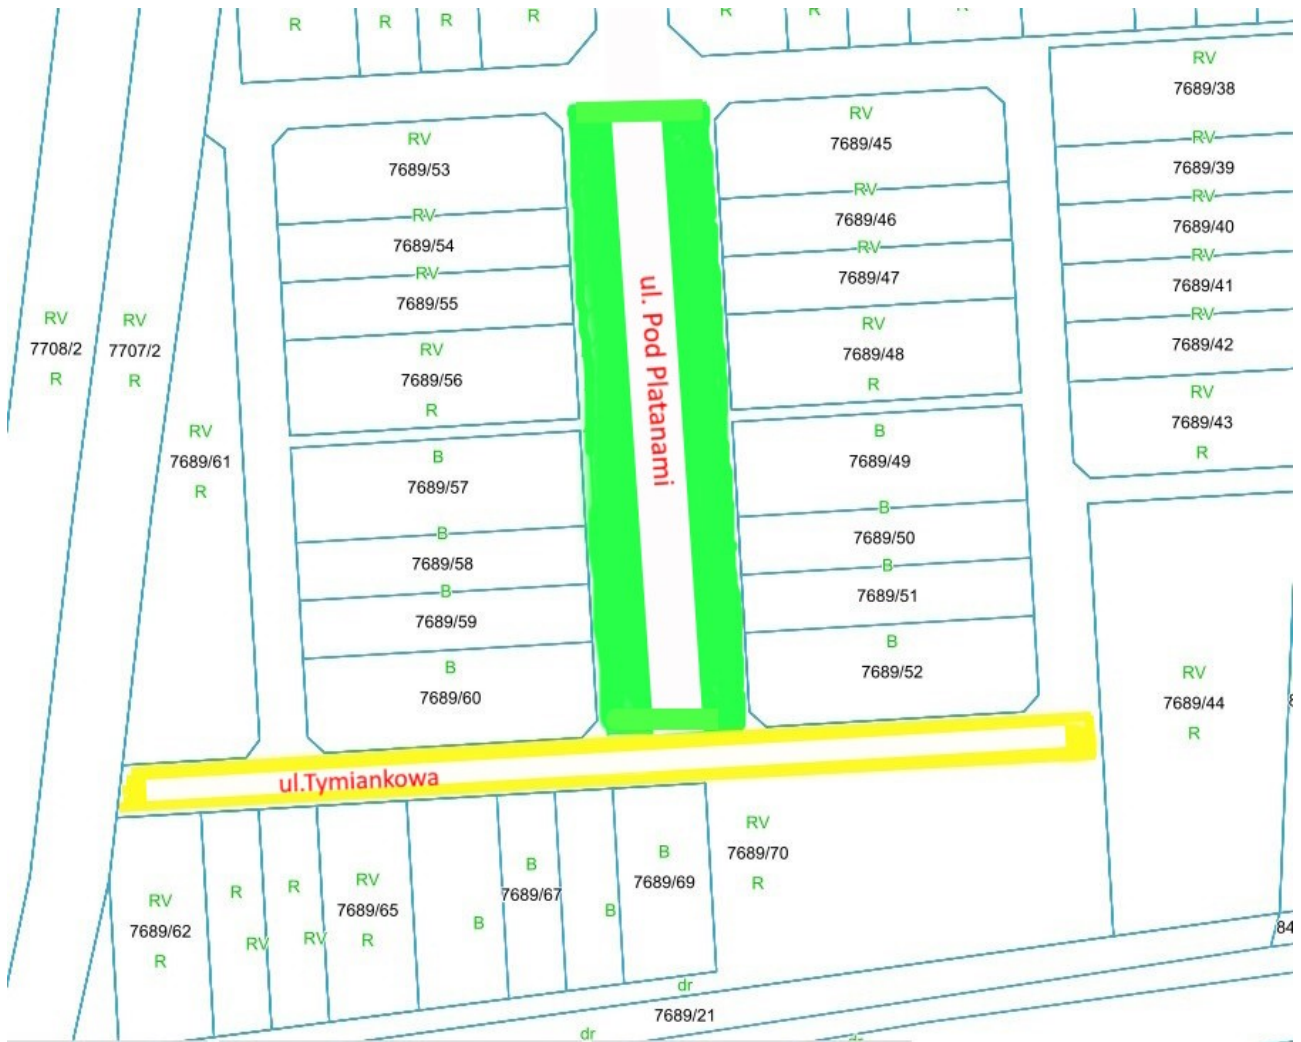 R
R
R
R
R
R
R
RV
7689/38
RV
7689/39
RV
7689/40
RV
7689/41
RV
7689/42
RV
7689/43
R
RV
7689/53
RV
7689/54
RV
7689/55
RV
7689/56
R
B
7689/57
B
7689/58
B
7689/59
B
7689/60
RV
7689/45
RV
7689/46
RV
7689/47
RV
7689/48
R
B
7689/49
B
7689/50
B
7689/51
B
7689/52
ul. Pod Platanami
RV
7708/2
R
RV
7707/2
R
RV
7689/61
R
RV
7689/44
R
ul.Tymiankowa
RV
7689/62
R
R
RV
R
RV
RV
7689/65
R
B
B
7689/67
B
B
7689/69
RV
7689/70
R
84
dr
7689/21
dr